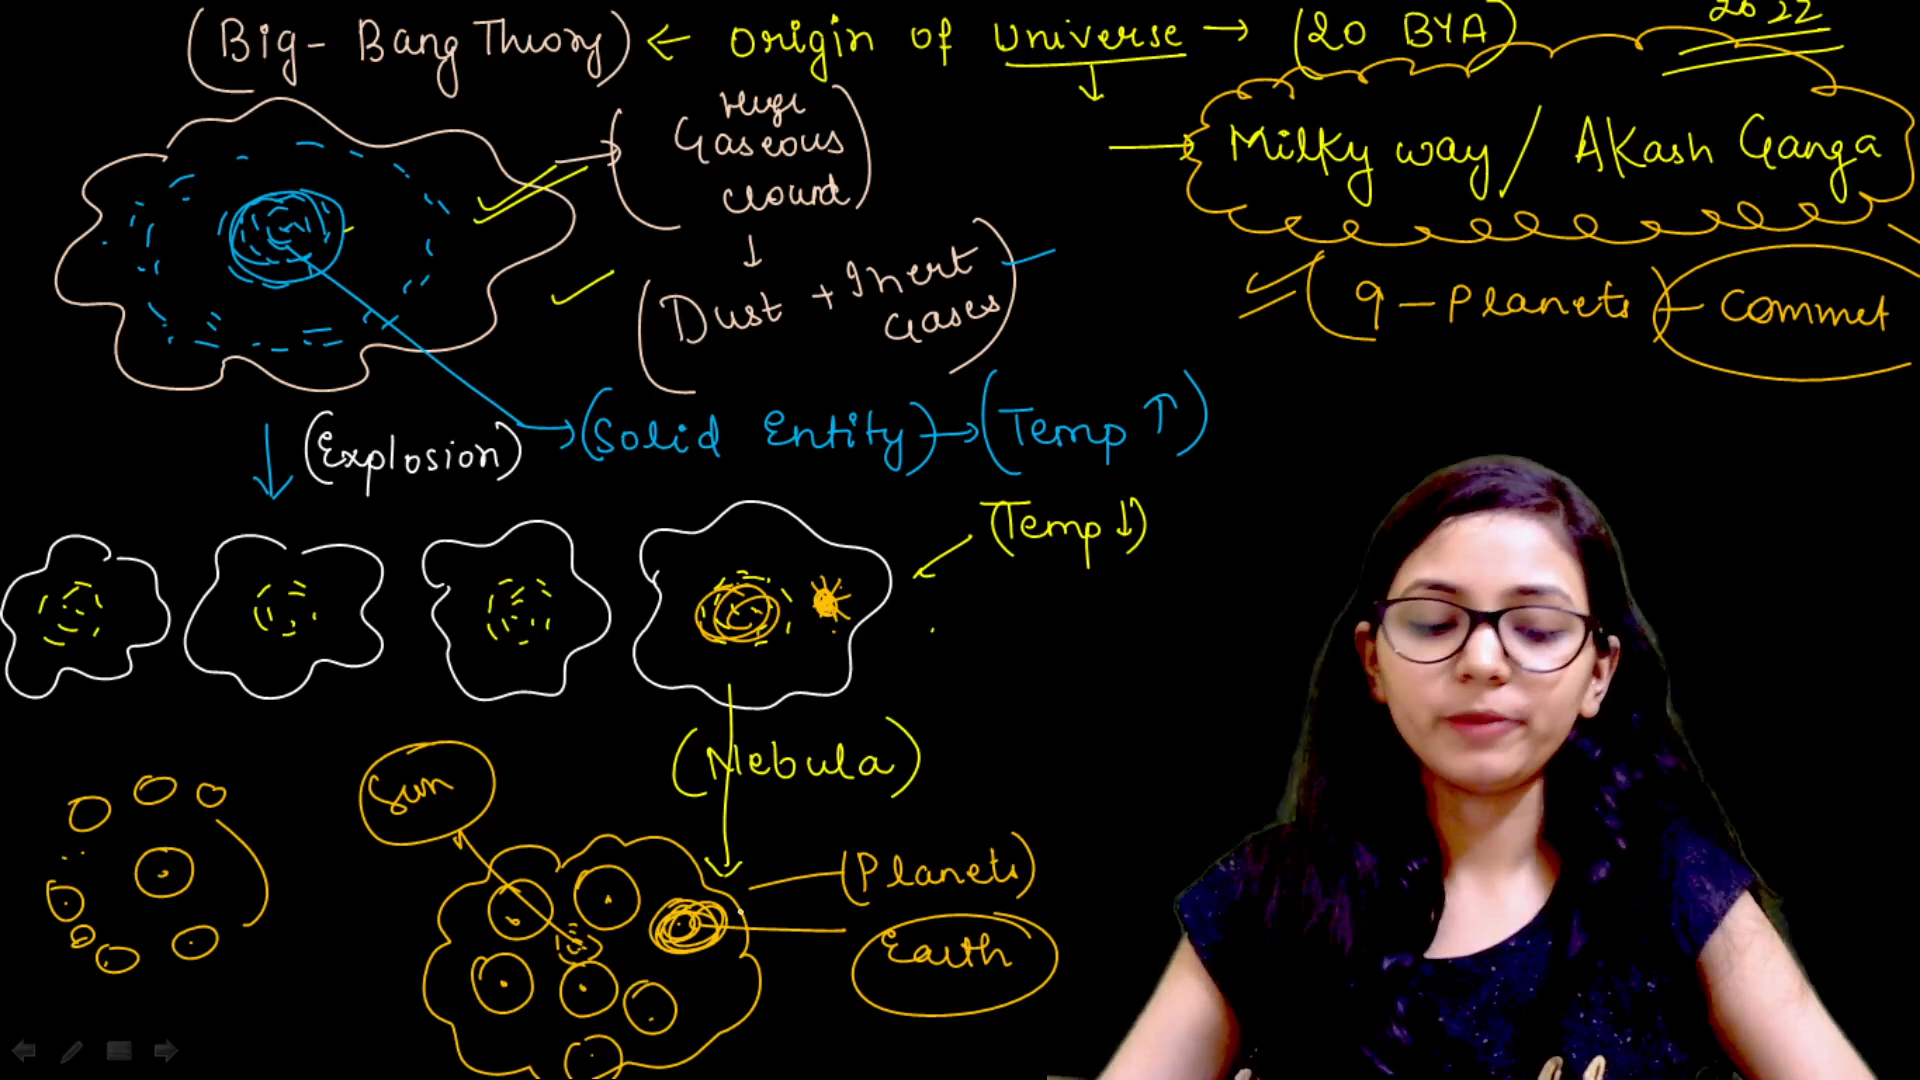 (Big-Bang Theory) ← Origin of Universe → (20 BYA)
2022
Huge
Gaseous
cloud
Milky way / Akash Ganga
(Dust + Inert
Gases)
(9 - Planets) - Commet
(Explosion)
→ (Solid Entity) → (Temp ↑)
(Temp ↓)
(Nebula)
Sun
(Planets)
Earth